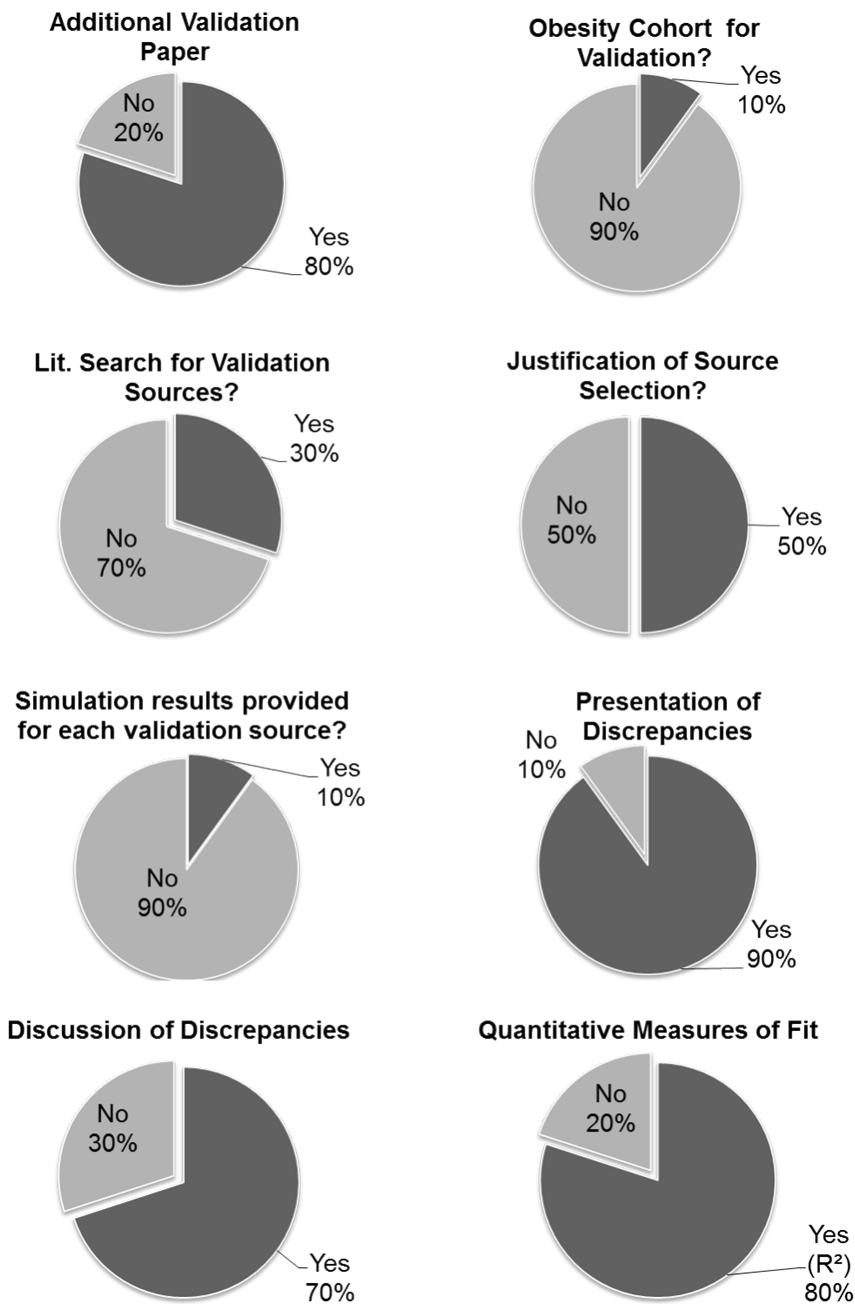 Additional Validation
Paper
No
20%
Yes
80%
Obesity Cohort for
Validation?
Yes
10%
No
90%
Lit. Search for Validation
Sources?
Yes
30%
No
70%
Justification of Source
Selection?
No
50%
Yes
50%
Simulation results provided
for each validation source?
Yes
10%
No
90%
Presentation of
Discrepancies
No
10%
Yes
90%
Discussion of Discrepancies
No
30%
Yes
70%
Quantitative Measures of Fit
No
20%
Yes
(R²)
80%